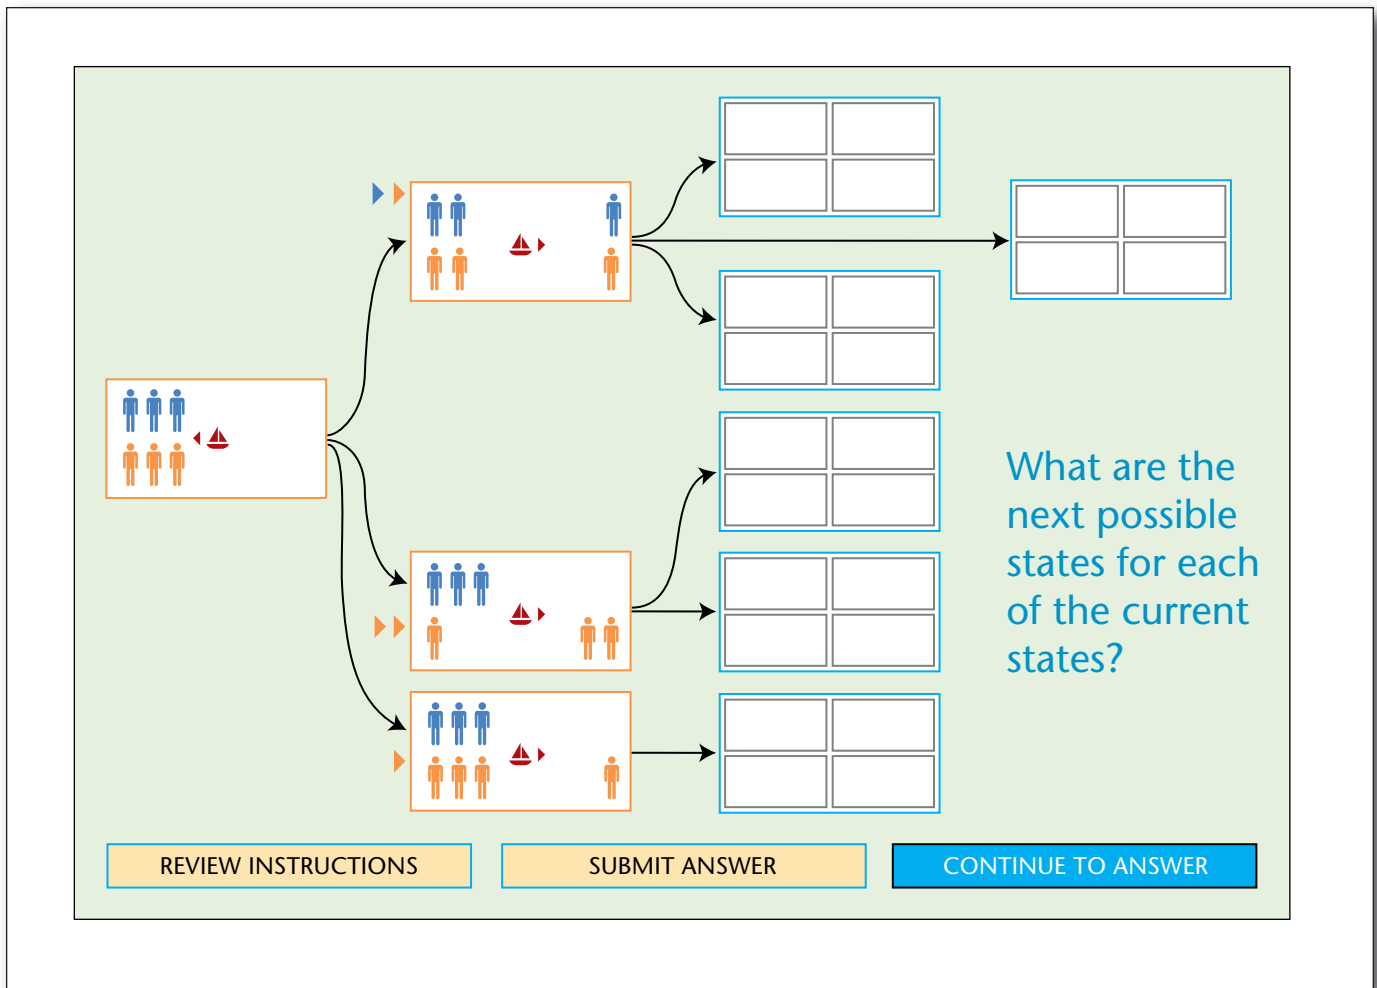 What are the
next possible
states for each
of the current
states?
REVIEW INSTRUCTIONS
SUBMIT ANSWER
CONTINUE TO ANSWER